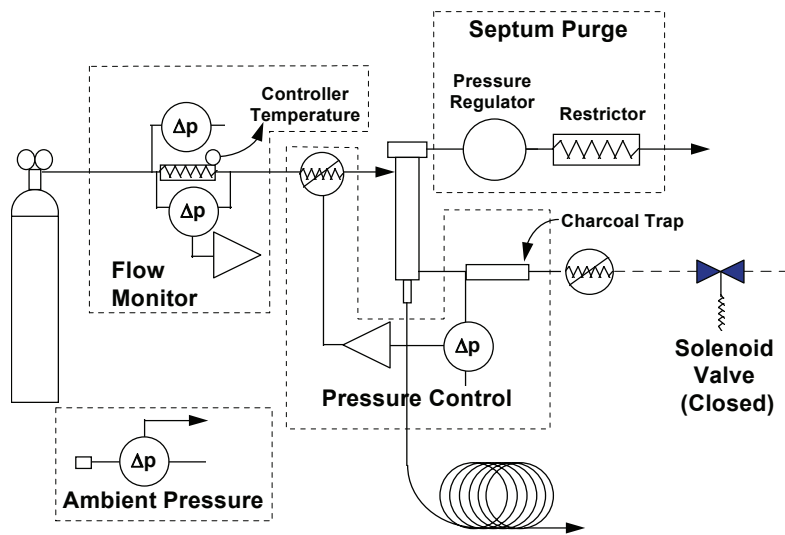 Septum Purge
Pressure
Regulator
Restrictor
Controller
Temperature
Δp
Δp
Flow
Monitor
Charcoal Trap
Δp
Pressure Control
Solenoid
Valve
(Closed)
Δp
Ambient Pressure